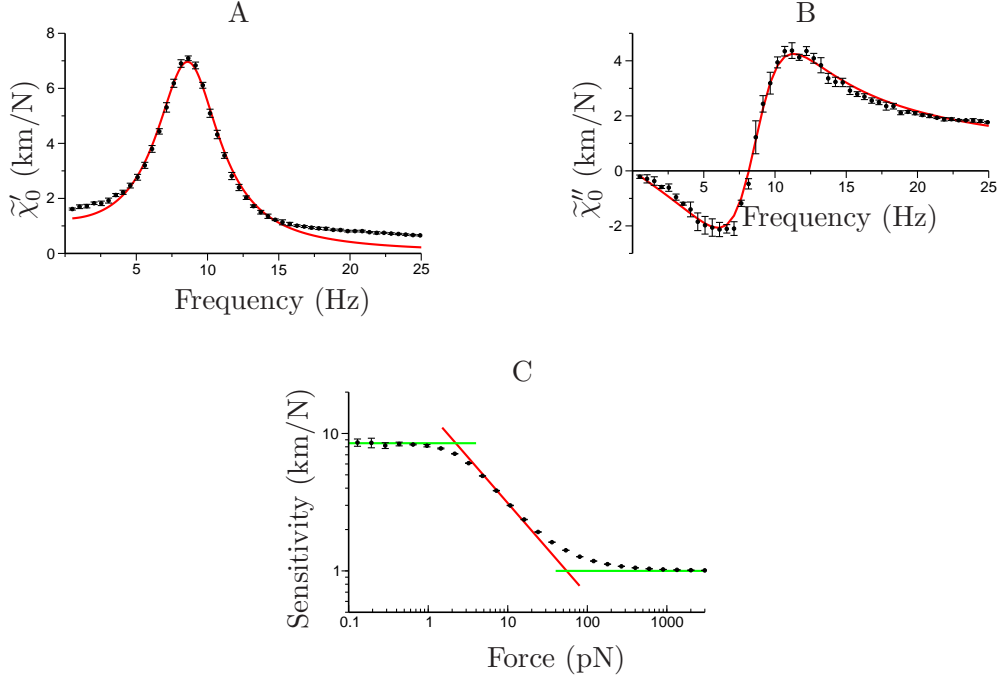 A
χ̃′₀ (km/N)
8
6
4
2
0
5 10 15 20 25
Frequency (Hz)
B
χ̃″₀ (km/N)
4
2
0
-2
5 10 15 20 25
Frequency (Hz)
C
Sensitivity (km/N)
10
1
0.1 1 10 100 1000
Force (pN)